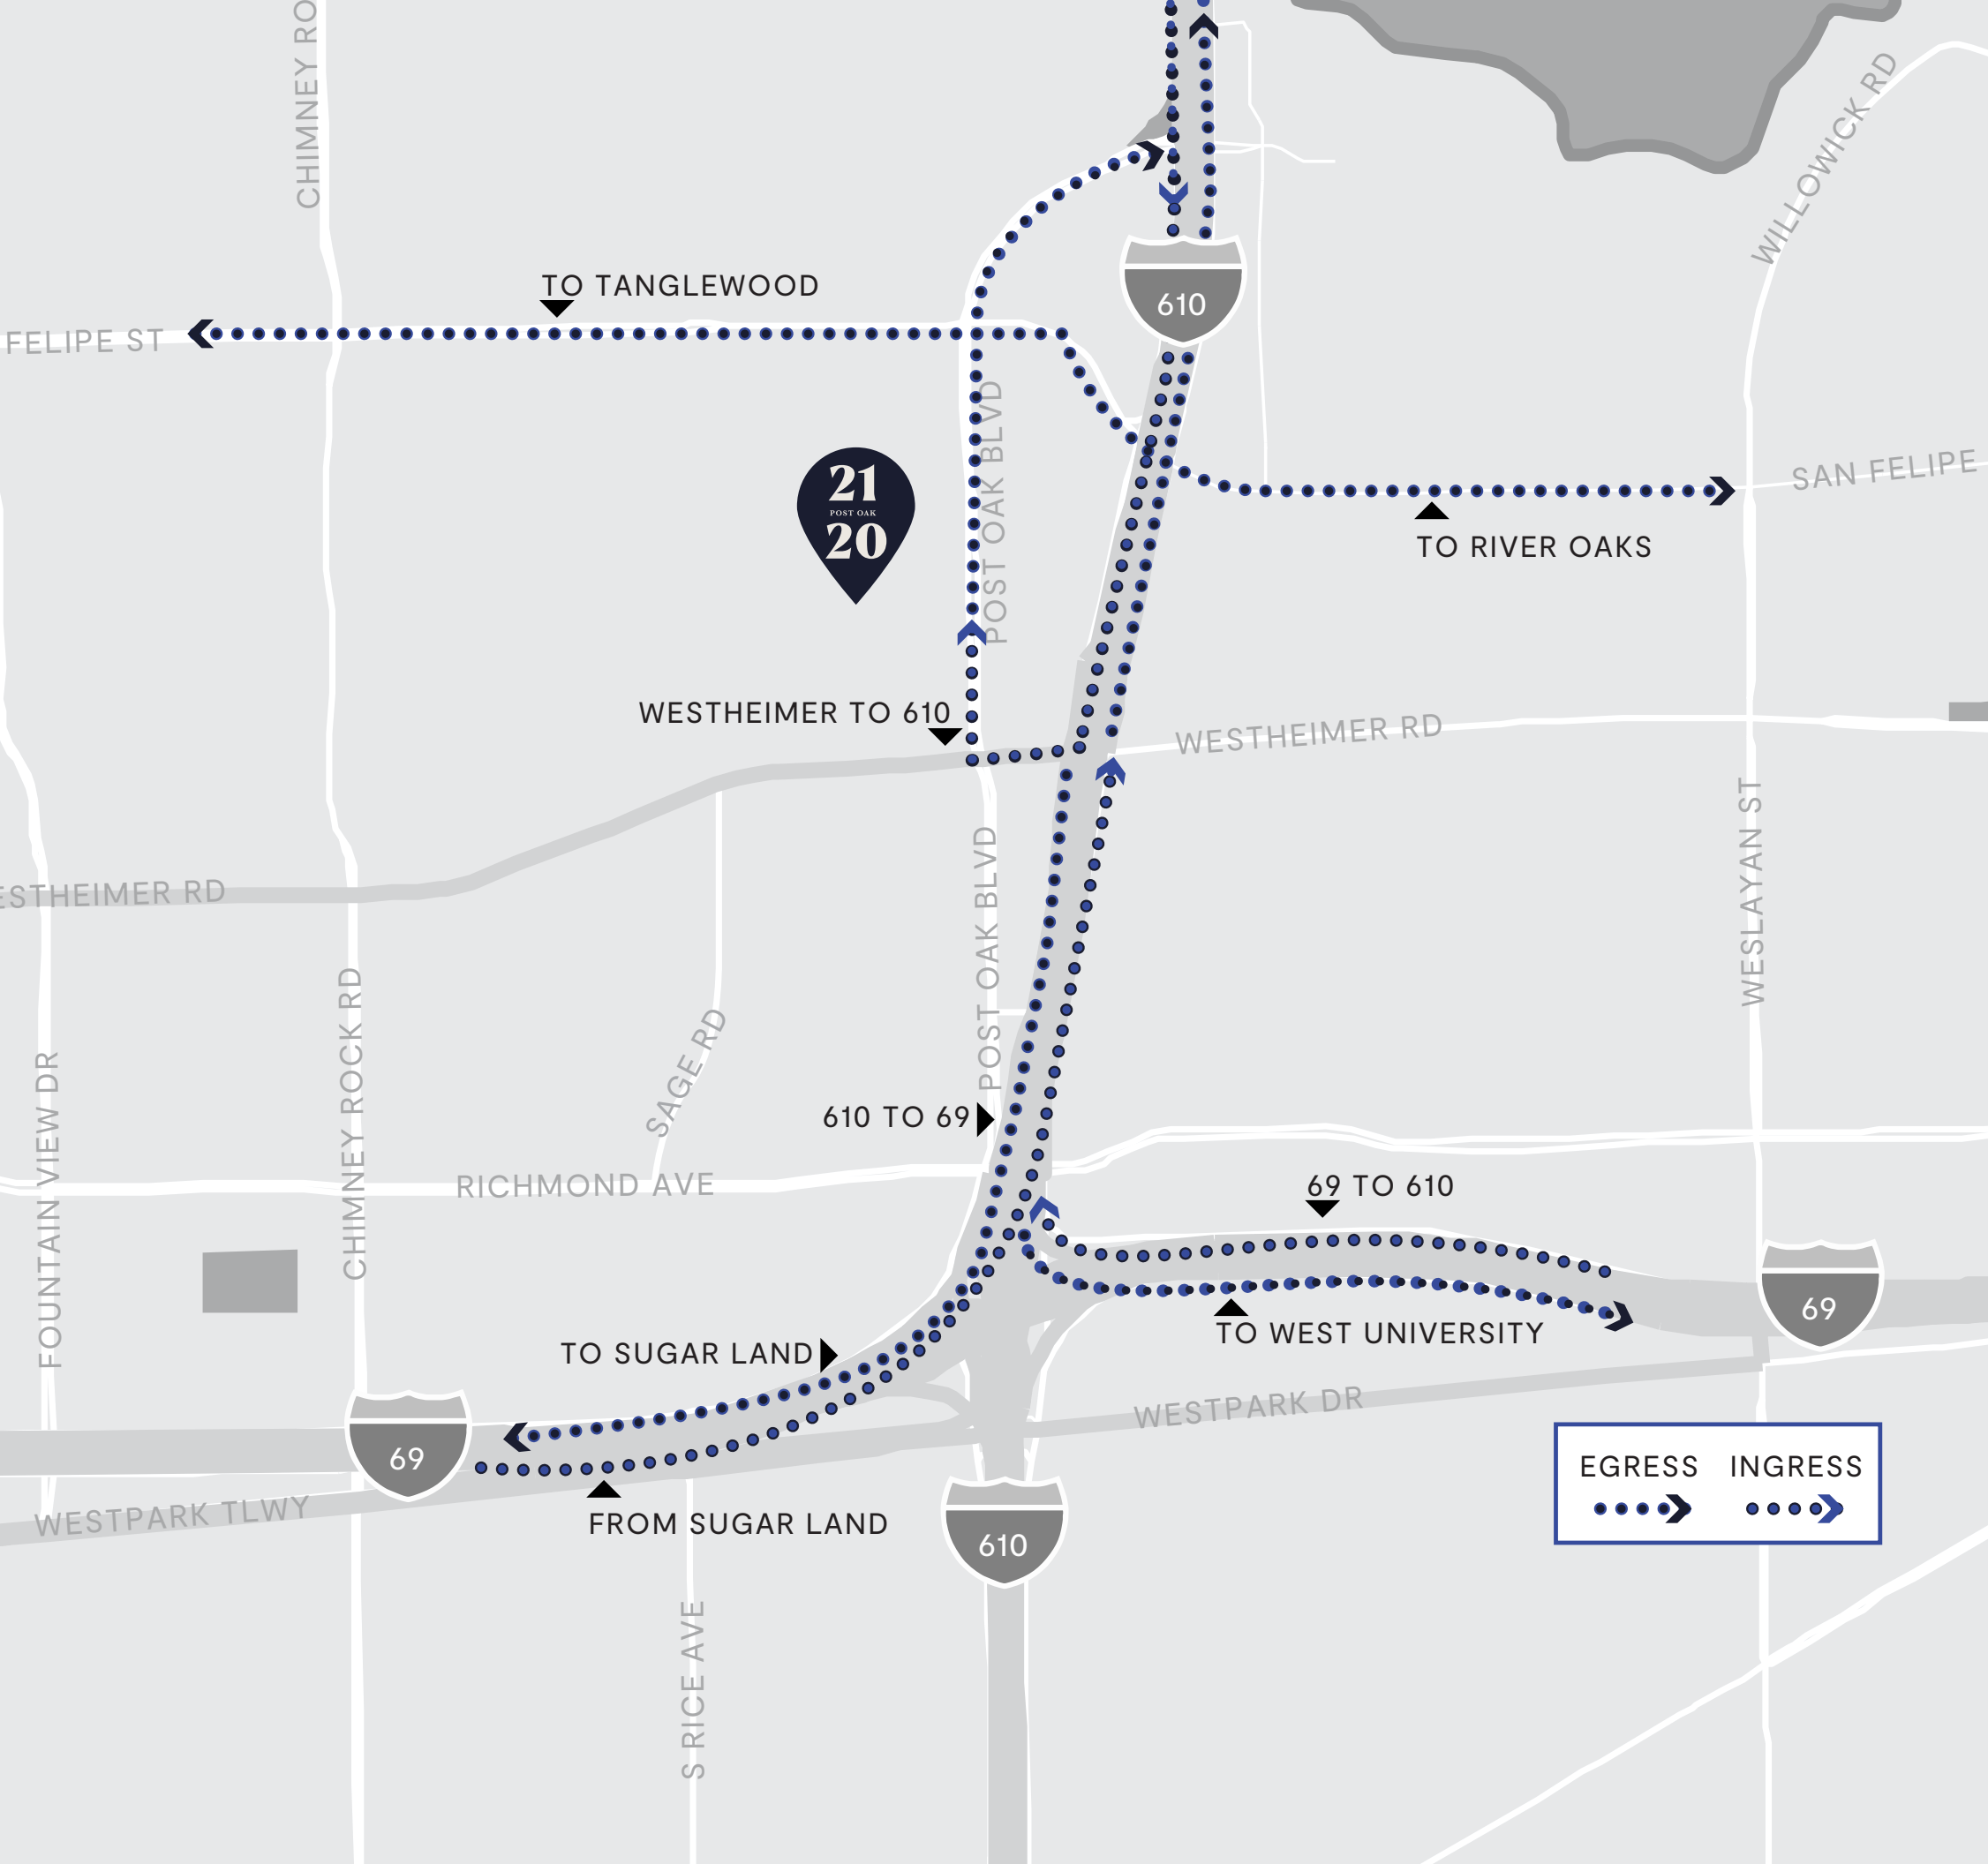 CHIMNEY RO
WILLOWICK RD
TO TANGLEWOOD
610
FELIPE ST
POST OAK BLVD
SAN FELIPE
21
POST OAK
20
TO RIVER OAKS
WESTHEIMER TO 610
WESTHEIMER RD
ESTHEIMER RD
POST OAK BLVD
WESLAYAN ST
CHIMNEY ROCK RD
SAGE RD
FOUNTAIN VIEW DR
610 TO 69
RICHMOND AVE
69 TO 610
69
TO SUGAR LAND
TO WEST UNIVERSITY
WESTPARK DR
69
EGRESS INGRESS
WESTPARK TLWY
FROM SUGAR LAND
610
S RICE AVE